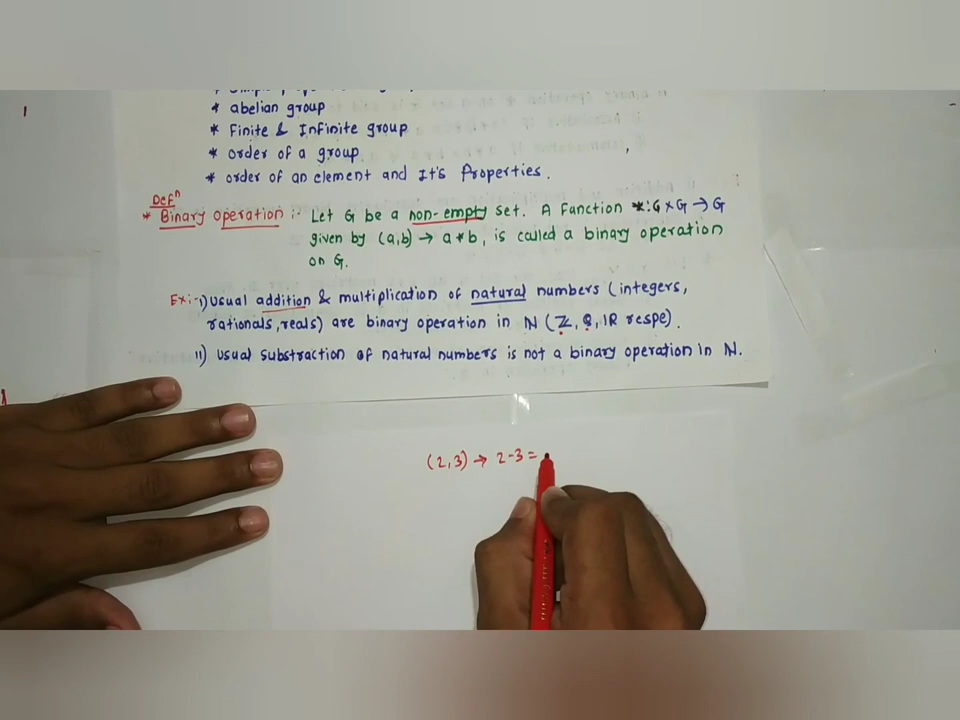 * abelian group
* Finite & Infinite group
* order of a group
* order of an element and It's Properties.
Defⁿ
* Binary operation :- Let G be a non-empty set. A Function *: G × G → G
given by (a,b) → a * b, is called a binary operation
on G.
Ex:- i) Usual addition & multiplication of natural numbers (integers,
rationals, reals) are binary operation in N (Z, Q, IR respe).
ii) Usual substraction of natural numbers is not a binary operation in N.
(2,3) → 2-3 =